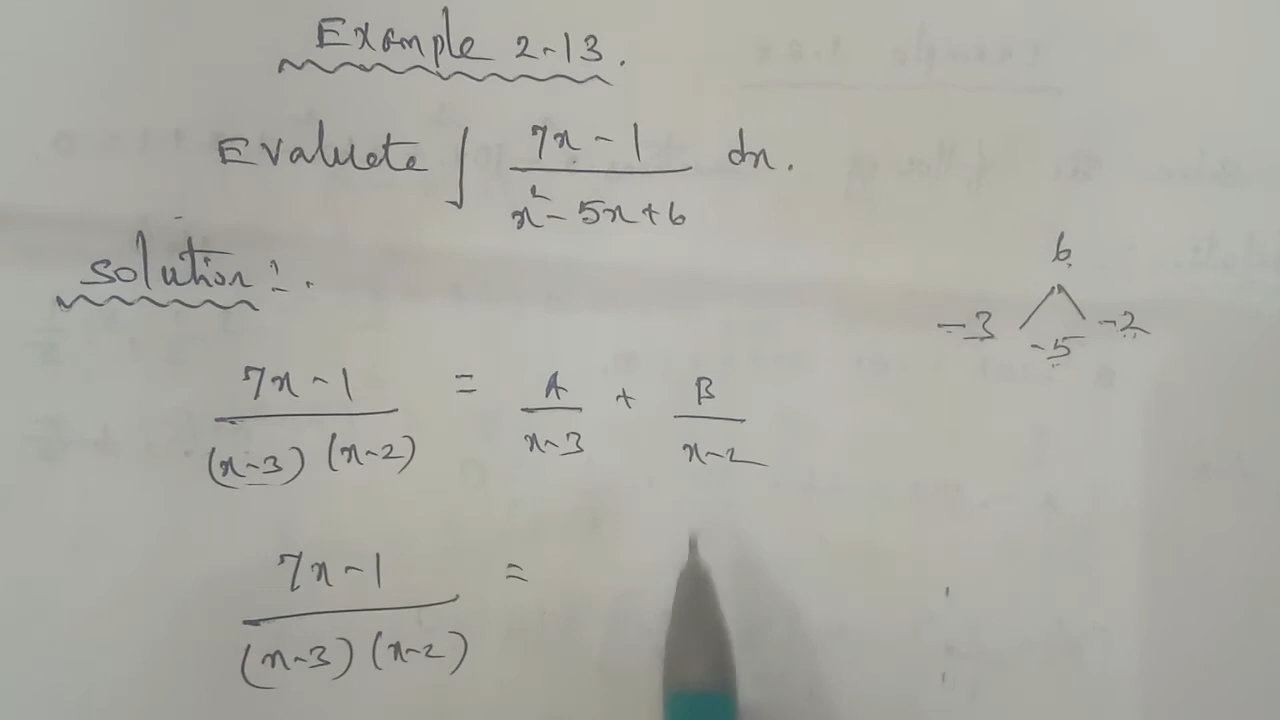 Example 2.13.
Evaluate ∫ (7x - 1)/(x² - 5x + 6) dx.
Solution :.
6
-3 -2
-5
(7x - 1)/((x-3)(x-2)) = A/(x-3) + B/(x-2)
(7x - 1)/((x-3)(x-2)) =